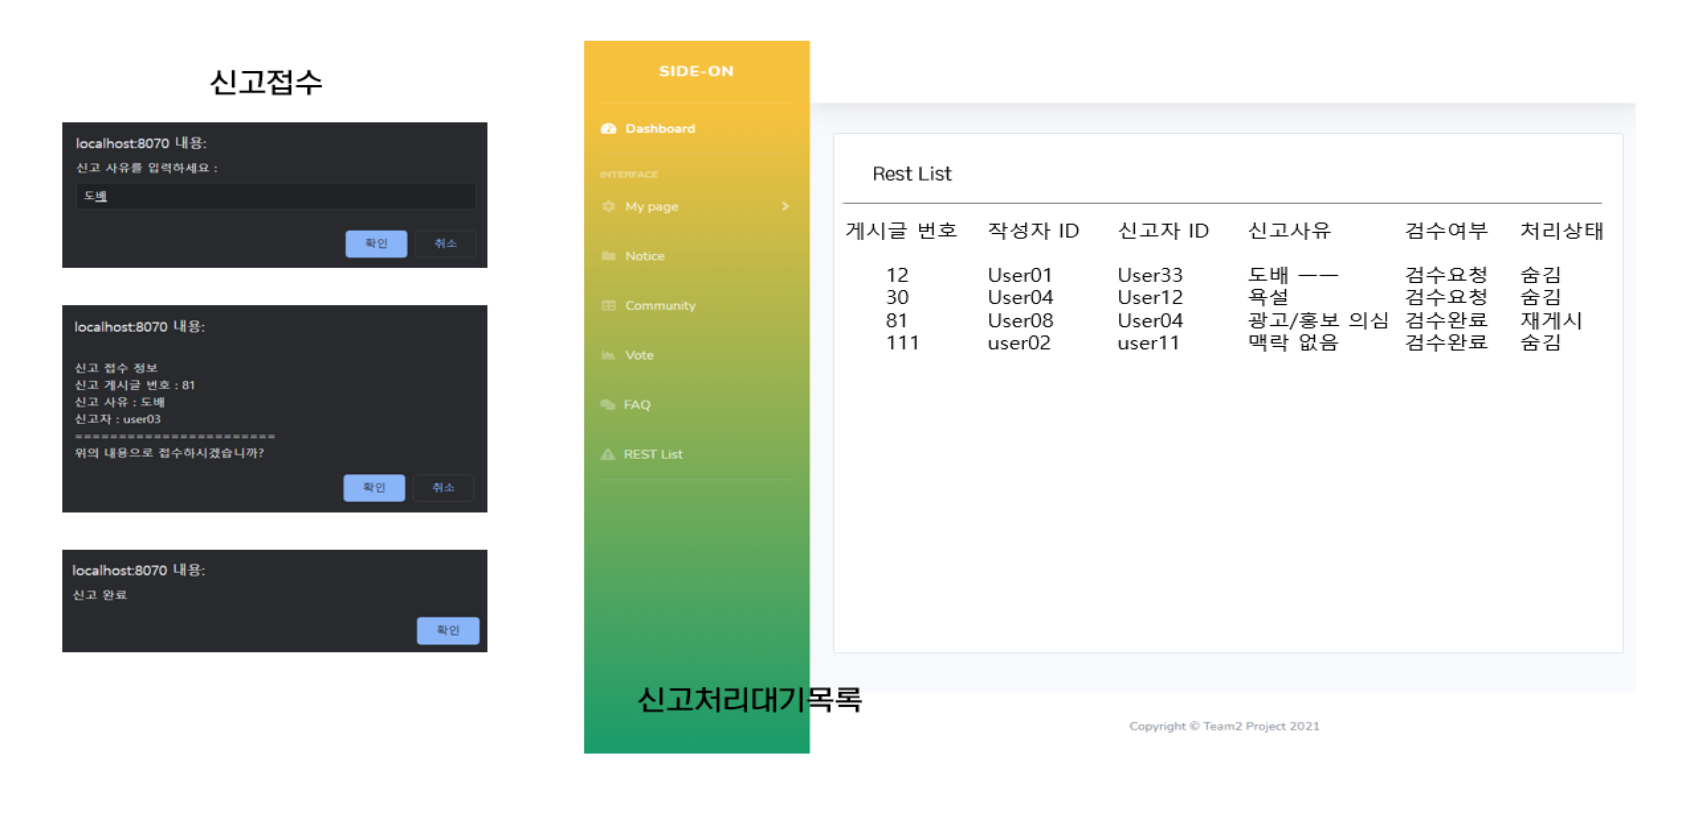 신고접수
localhost:8070 내용:
신고 사유를 입력하세요 :
도배
확인 취소
localhost:8070 내용:
신고 접수 정보
신고 게시글 번호 : 81
신고 사유 : 도배
신고자 : user03
========================
위의 내용으로 접수하시겠습니까?
확인 취소
localhost:8070 내용:
신고 완료
확인
SIDE-ON
Dashboard
INTERFACE
My page
Notice
Community
Vote
FAQ
REST List
신고처리대기목록
Rest List
게시글 번호 작성자 ID 신고자 ID 신고사유 검수여부 처리상태
12 User01 User33 도배 ㅡㅡ 검수요청 숨김
30 User04 User12 욕설 검수요청 숨김
81 User08 User04 광고/홍보 의심 검수완료 재게시
111 user02 user11 맥락 없음 검수완료 숨김
Copyright © Team2 Project 2021